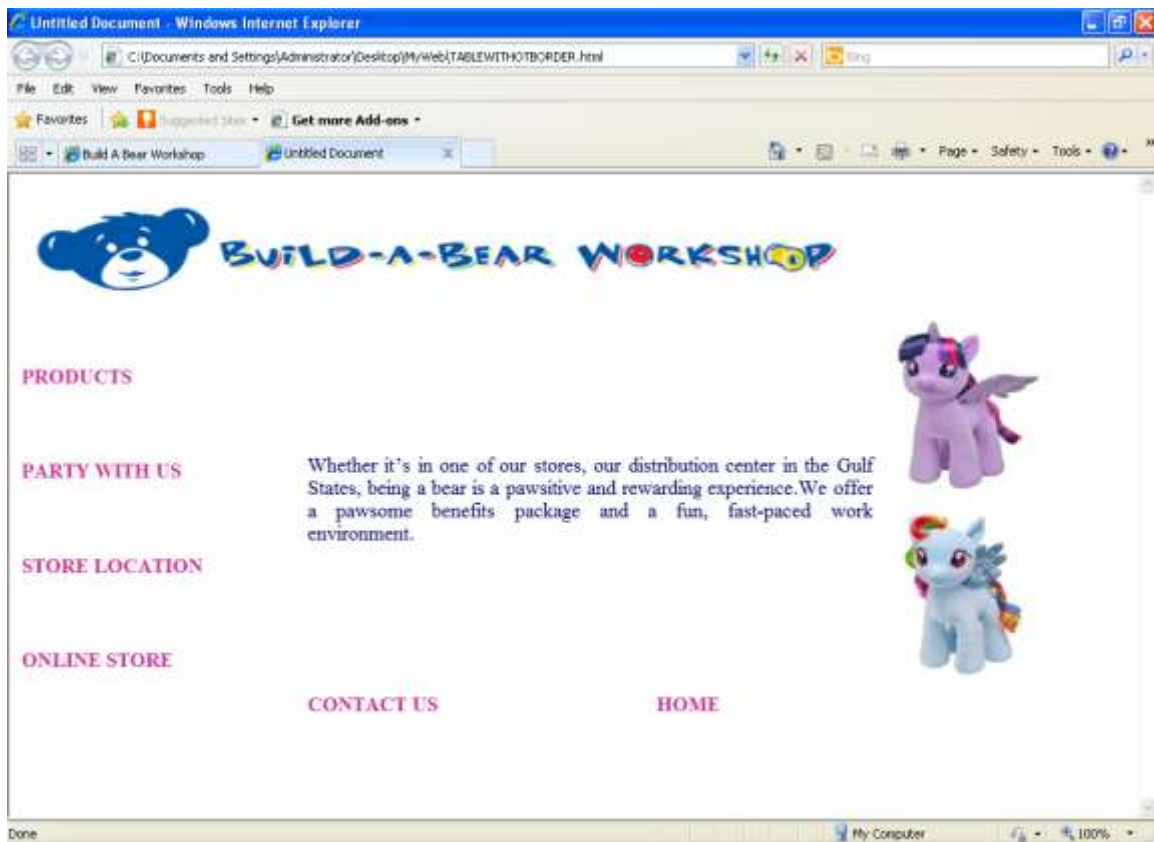 Untitled Document - Windows Internet Explorer
C:\Documents and Settings\Administrator\Desktop\MyWeb\TABLEWITHOTBORDER.html
Bing
File Edit View Favorites Tools Help
Favorites Suggested Sites Get more Add-ons
Build A Bear Workshop Untitled Document
Page Safety Tools
BUILD-A-BEAR WORKSHOP
PRODUCTS
PARTY WITH US
Whether it's in one of our stores, our distribution center in the Gulf
States, being a bear is a pawsitive and rewarding experience.We offer
a pawsome benefits package and a fun, fast-paced work
environment.
STORE LOCATION
ONLINE STORE
CONTACT US HOME
Done My Computer 100%